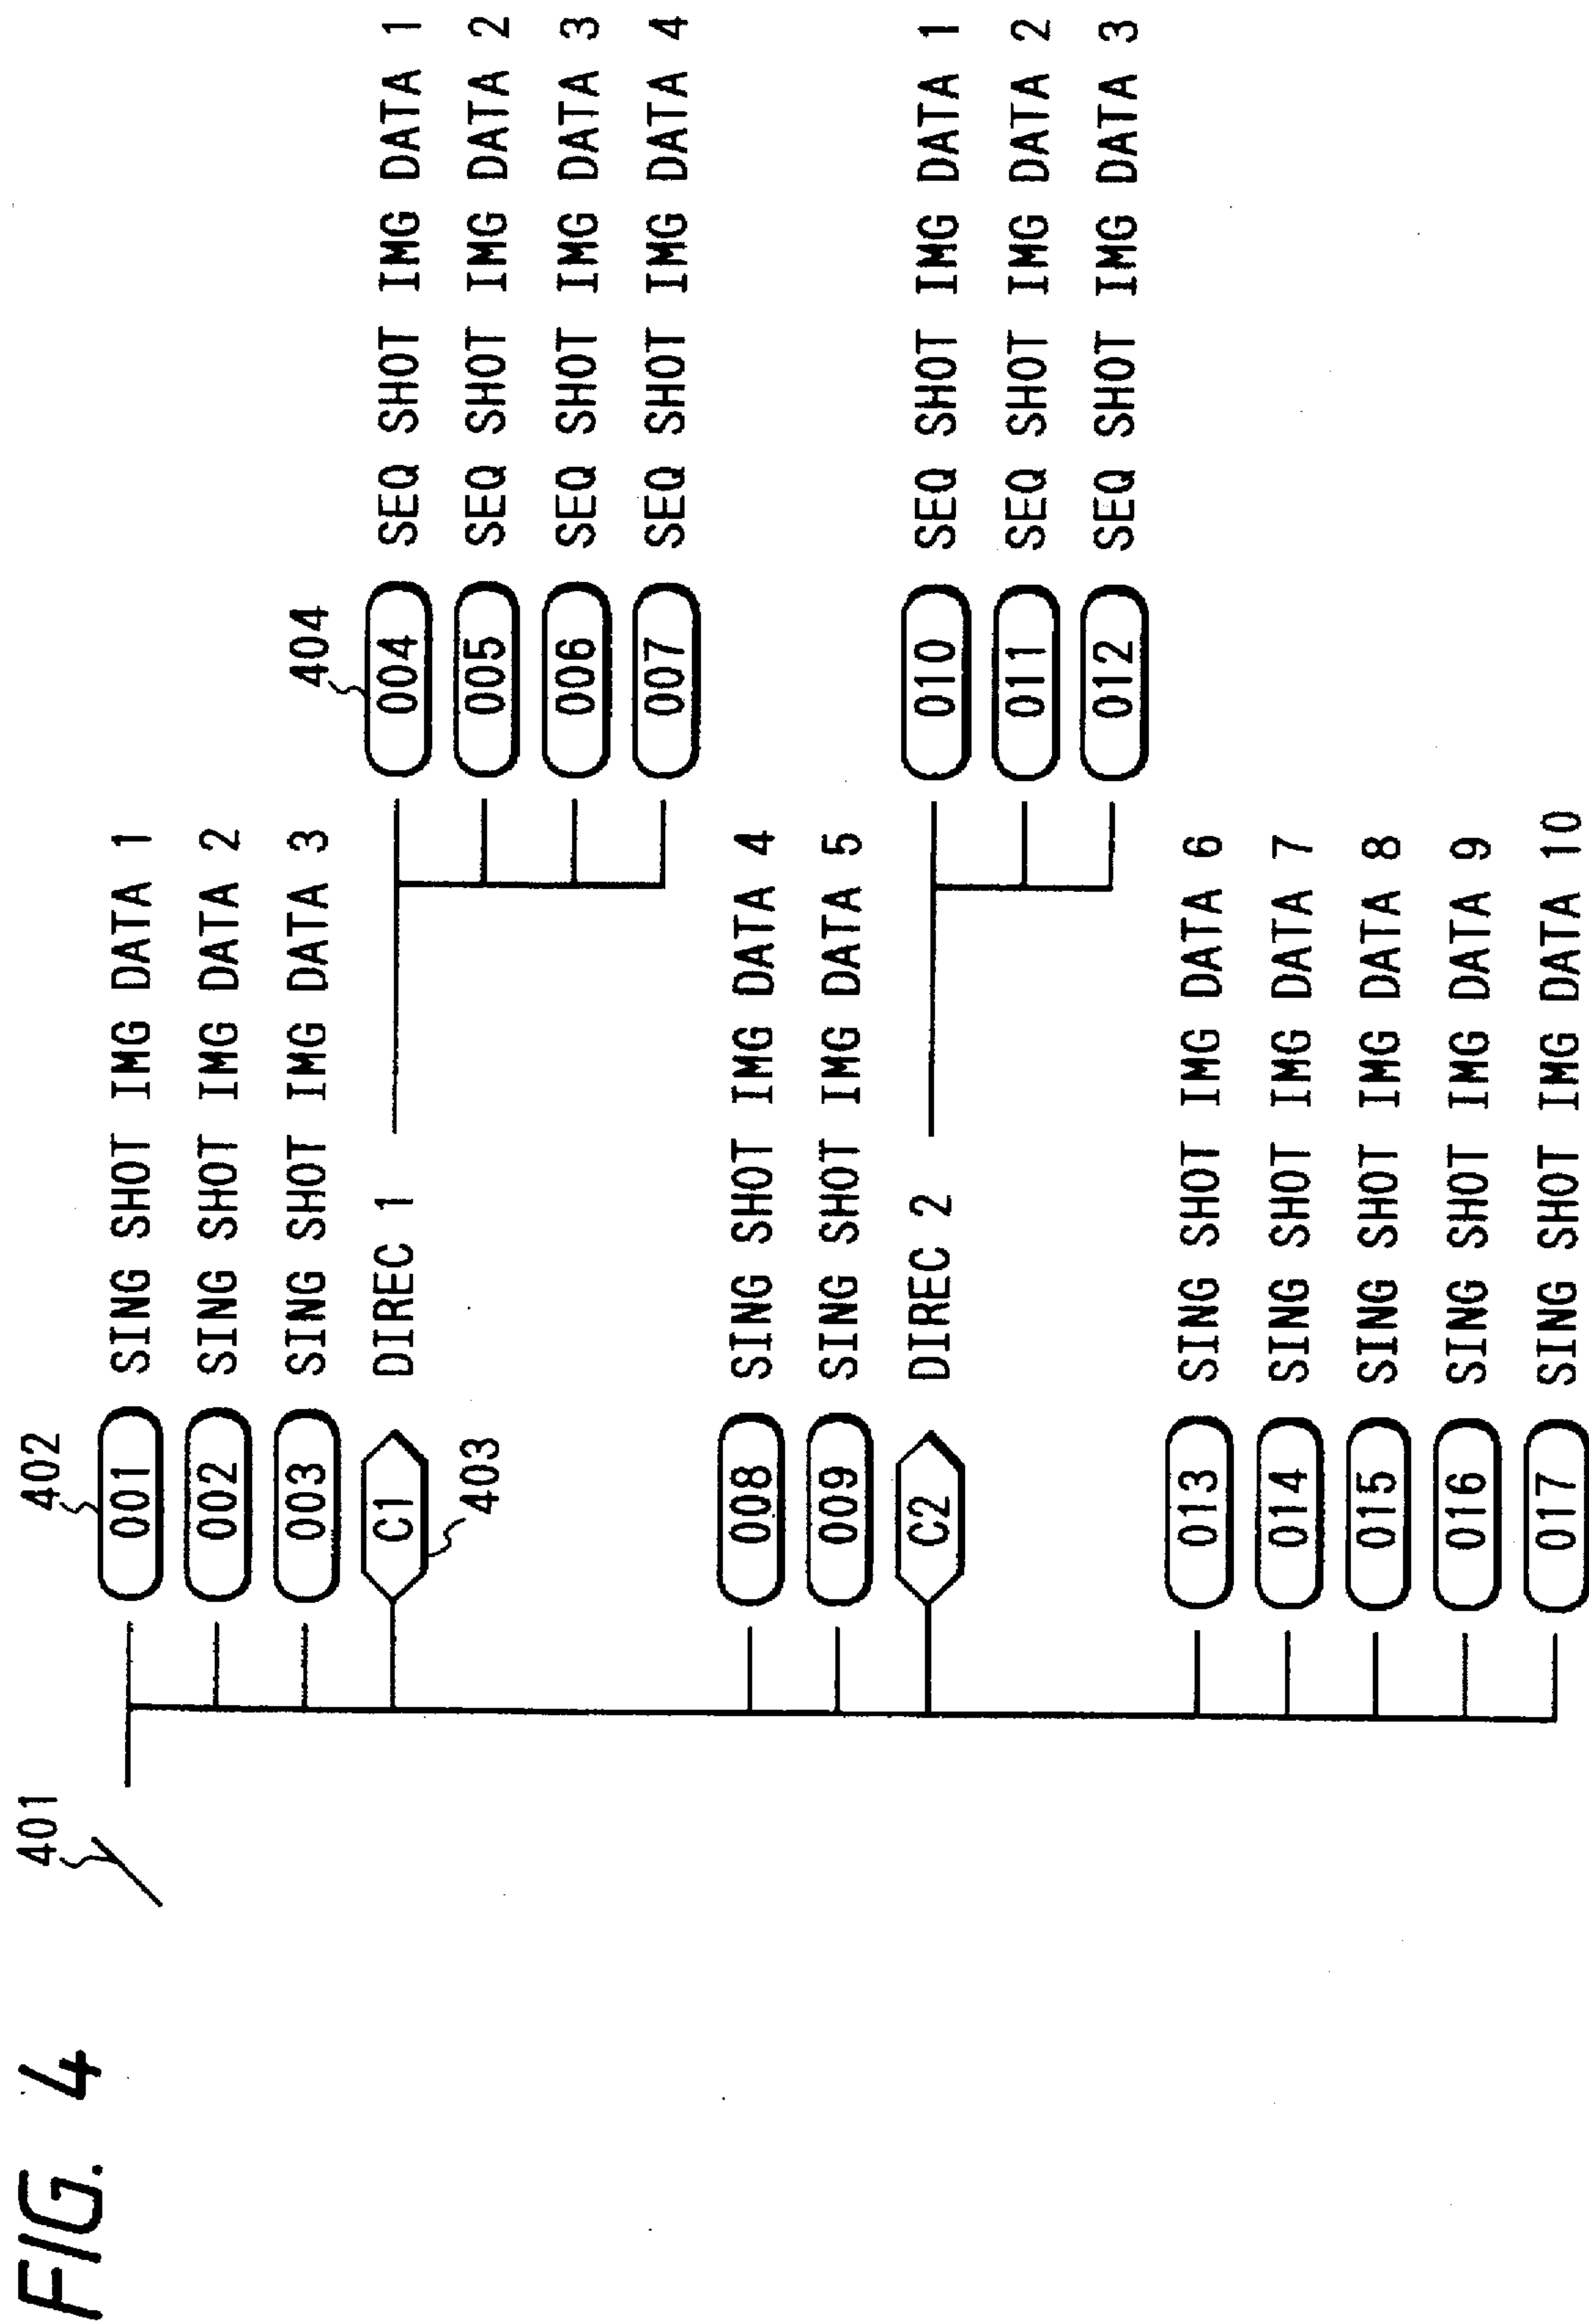 FIG. 4
401
402
001 SING SHOT IMG DATA 1
002 SING SHOT IMG DATA 2
003 SING SHOT IMG DATA 3
C1 DIREC 1
403
404
004 SEQ SHOT IMG DATA 1
005 SEQ SHOT IMG DATA 2
006 SEQ SHOT IMG DATA 3
007 SEQ SHOT IMG DATA 4
008 SING SHOT IMG DATA 4
009 SING SHOT IMG DATA 5
C2 DIREC 2
010 SEQ SHOT IMG DATA 1
011 SEQ SHOT IMG DATA 2
012 SEQ SHOT IMG DATA 3
013 SING SHOT IMG DATA 6
014 SING SHOT IMG DATA 7
015 SING SHOT IMG DATA 8
016 SING SHOT IMG DATA 9
017 SING SHOT IMG DATA 10